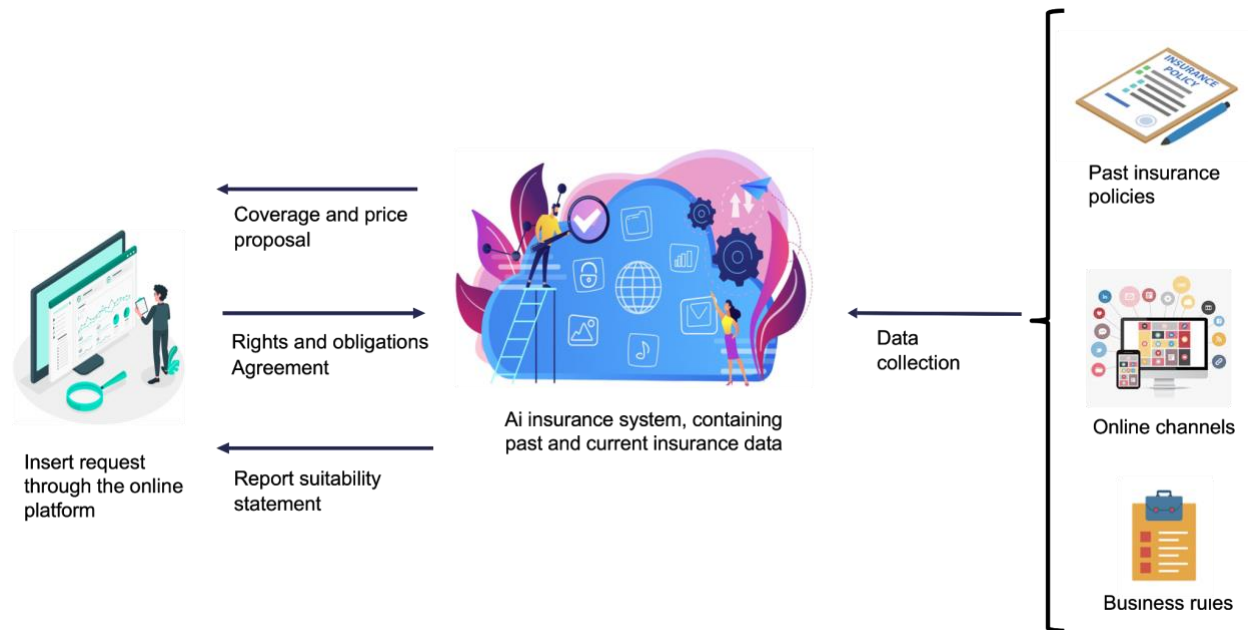 INSURANCE
POLICY
Past insurance
policies
Coverage and price
proposal
Rights and obligations
Agreement
Data
collection
Ai insurance system, containing
past and current insurance data
Online channels
Insert request
through the online
platform
Report suitability
statement
Business rules